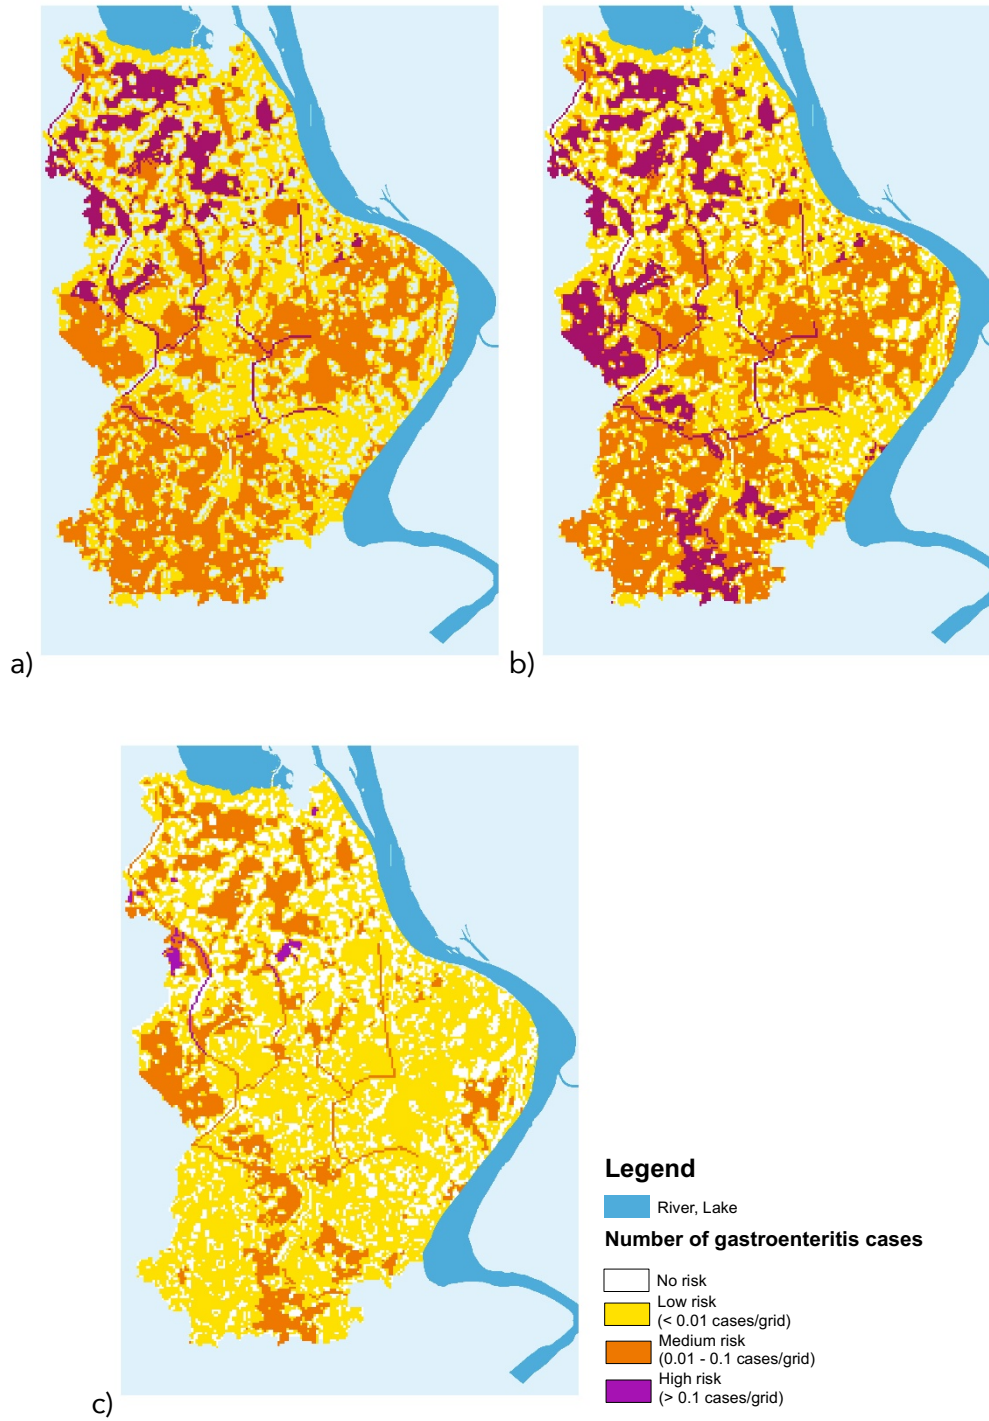 a)
b)
c)
Legend
River, Lake
Number of gastroenteritis cases
No risk
Low risk
(< 0.01 cases/grid)
Medium risk
(0.01 - 0.1 cases/grid)
High risk
(> 0.1 cases/grid)